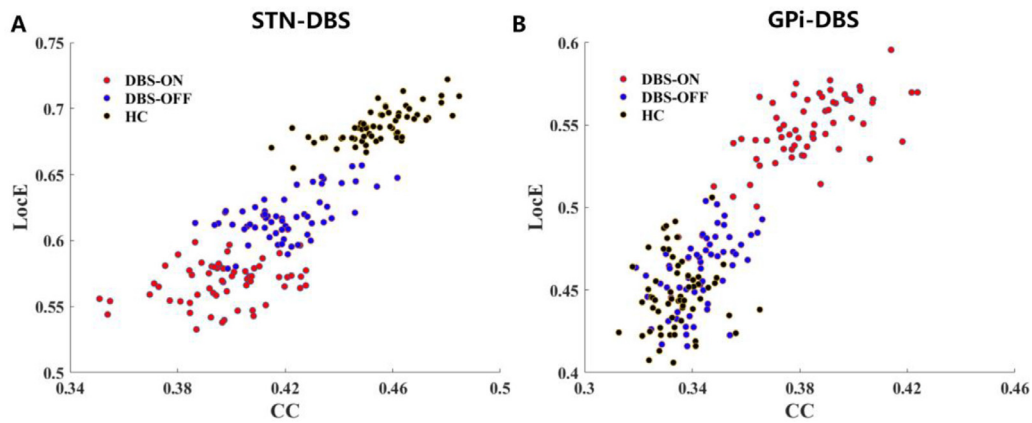 A
STN-DBS
0.75
0.7
0.65
0.6
0.55
0.5
LocE
DBS-ON
DBS-OFF
HC
0.34
0.38
0.42
0.46
0.5
CC
B
GPi-DBS
0.6
0.55
0.5
0.45
0.4
LocE
DBS-ON
DBS-OFF
HC
0.3
0.34
0.38
0.42
0.46
CC